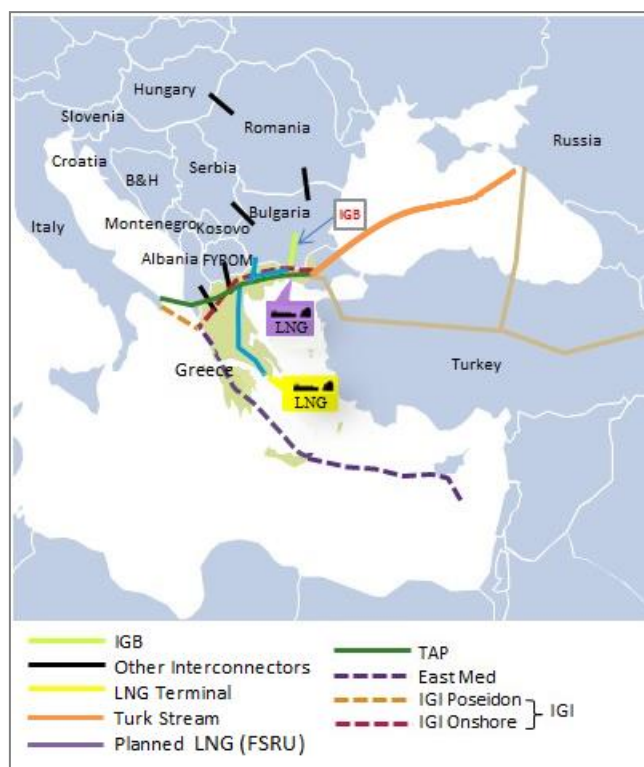 Hungary
Slovenia
Romania
Russia
Croatia
Serbia
B&H
Italy
Montenegro
Kosovo
Bulgaria
IGB
Albania
FYROM
LNG
Greece
Turkey
LNG
IGB
Other Interconnectors
LNG Terminal
Turk Stream
Planned LNG (FSRU)
TAP
East Med
IGI Poseidon
IGI Onshore
IGI